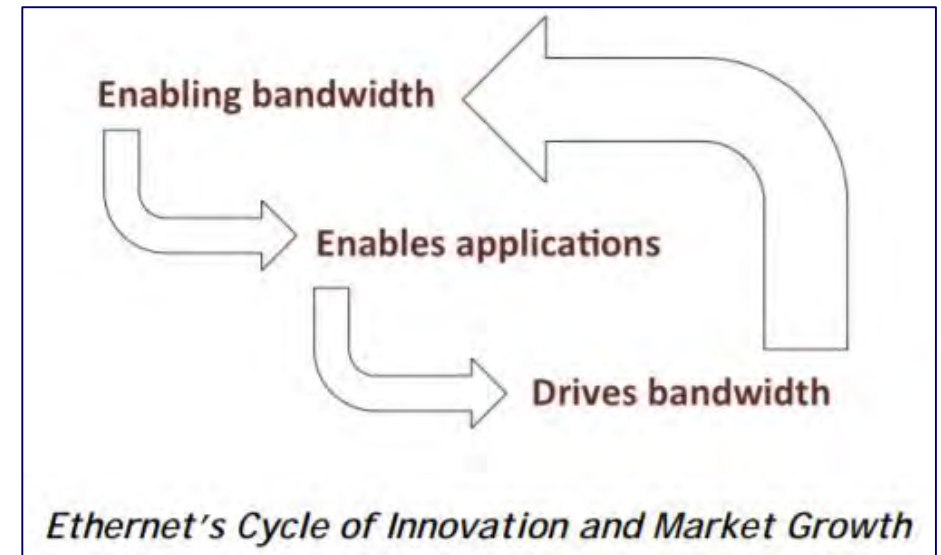 Enabling bandwidth
Enables applications
Drives bandwidth
Ethernet's Cycle of Innovation and Market Growth